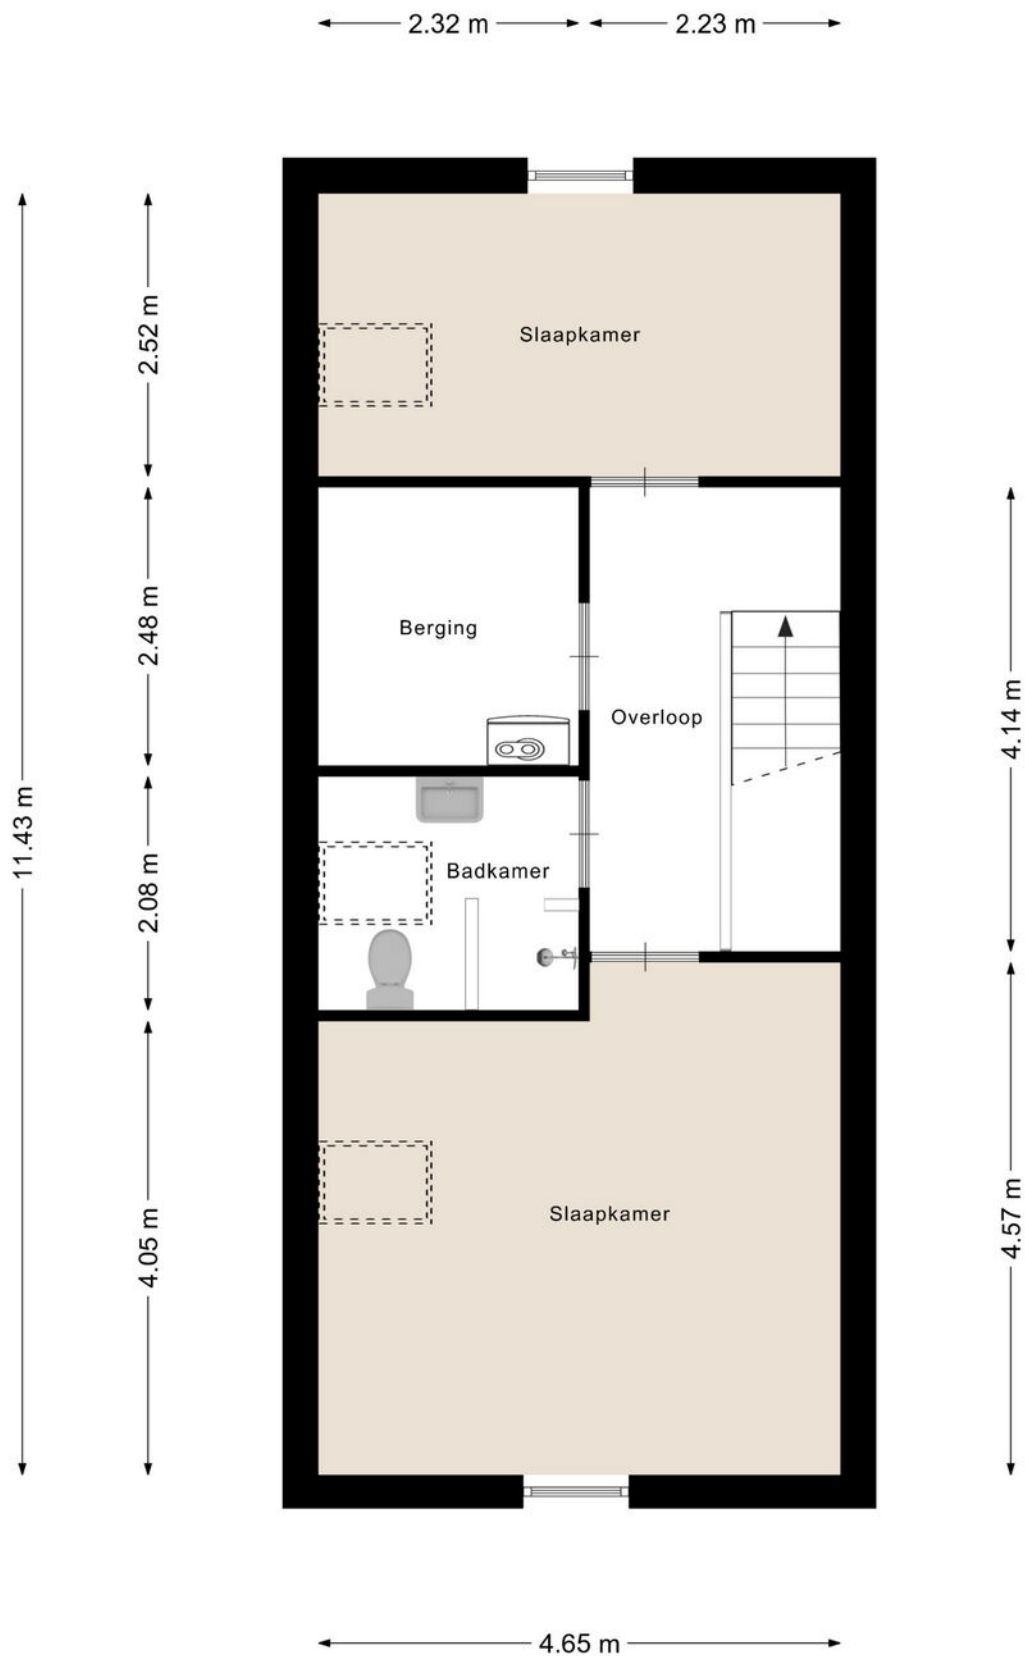 2.32 m
2.23 m
Slaapkamer
2.52 m
Berging
2.48 m
Overloop
4.14 m
11.43 m
Badkamer
2.08 m
Slaapkamer
4.05 m
4.57 m
4.65 m